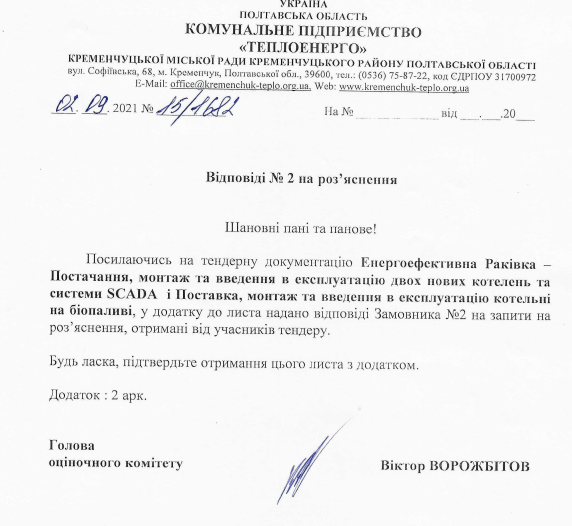 УКРАЇНА
ПОЛТАВСЬКА ОБЛАСТЬ
КОМУНАЛЬНЕ ПІДПРИЄМСТВО
«ТЕПЛОЕНЕРГО»
КРЕМЕНЧУЦЬКОЇ МІСЬКОЇ РАДИ КРЕМЕНЧУЦЬКОГО РАЙОНУ ПОЛТАВСЬКОЇ ОБЛАСТІ
вул. Софіївська, 68, м. Кременчук, Полтавської обл., 39600, тел.: (0536) 75-87-22, код ЄДРПОУ 31700972
E-Mail: office@kremenchuk-teplo.org.ua, Web: www.kremenchuk-teplo.org.ua
02. 09. 2021 № 15/1682 На № ____________ від ___.___.20___
Відповіді № 2 на роз’яснення
Шановні пані та панове!
Посилаючись на тендерну документацію Енергоефективна Раківка –
Постачання, монтаж та введення в експлуатацію двух нових котелень та
системи SCADA і Поставка, монтаж та введення в експлуатацію котельні
на біопаливі, у додатку до листа надано відповіді Замовника №2 на запити на
роз’яснення, отримані від учасників тендеру.
Будь ласка, підтвердьте отримання цього листа з додатком.
Додаток : 2 арк.
Голова
оціночного комітету Віктор ВОРОЖБІТОВ